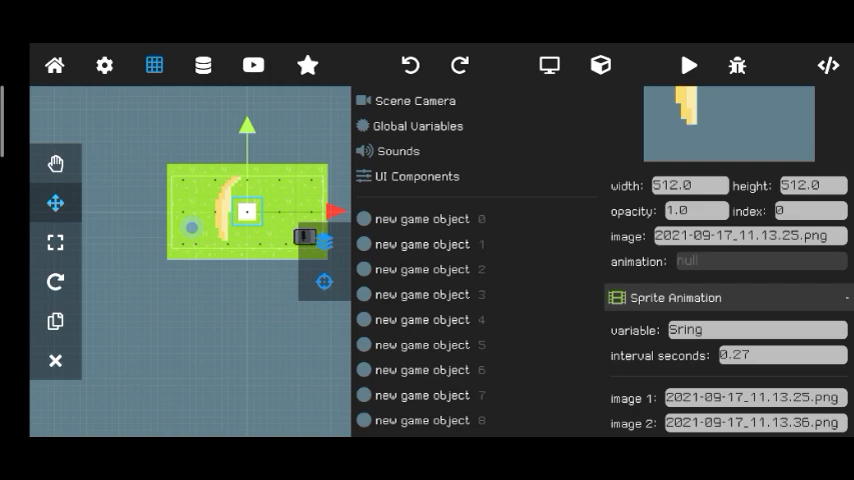 Scene Camera
Global Variables
Sounds
UI Components
new game object 0
new game object 1
new game object 2
new game object 3
new game object 4
new game object 5
new game object 6
new game object 7
new game object 8
width: 512.0 height: 512.0
opacity: 1.0 index: 0
image: 2021-09-17_11.13.25.png
animation: null
Sprite Animation
variable: Sring
interval seconds: 0.27
image 1: 2021-09-17_11.13.25.png
image 2: 2021-09-17_11.13.36.png